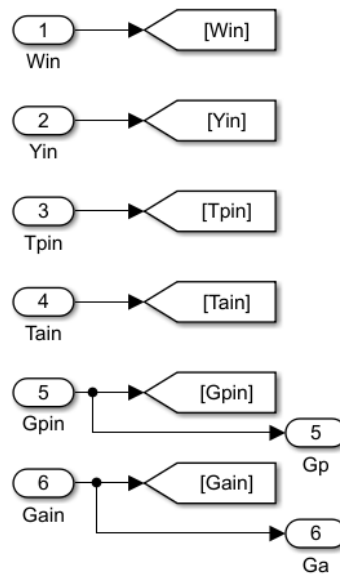 1
[Win]
Win
2
[Yin]
Yin
3
[Tpin]
Tpin
4
[Tain]
Tain
5
[Gpin]
Gpin
5
Gp
6
[Gain]
Gain
6
Ga